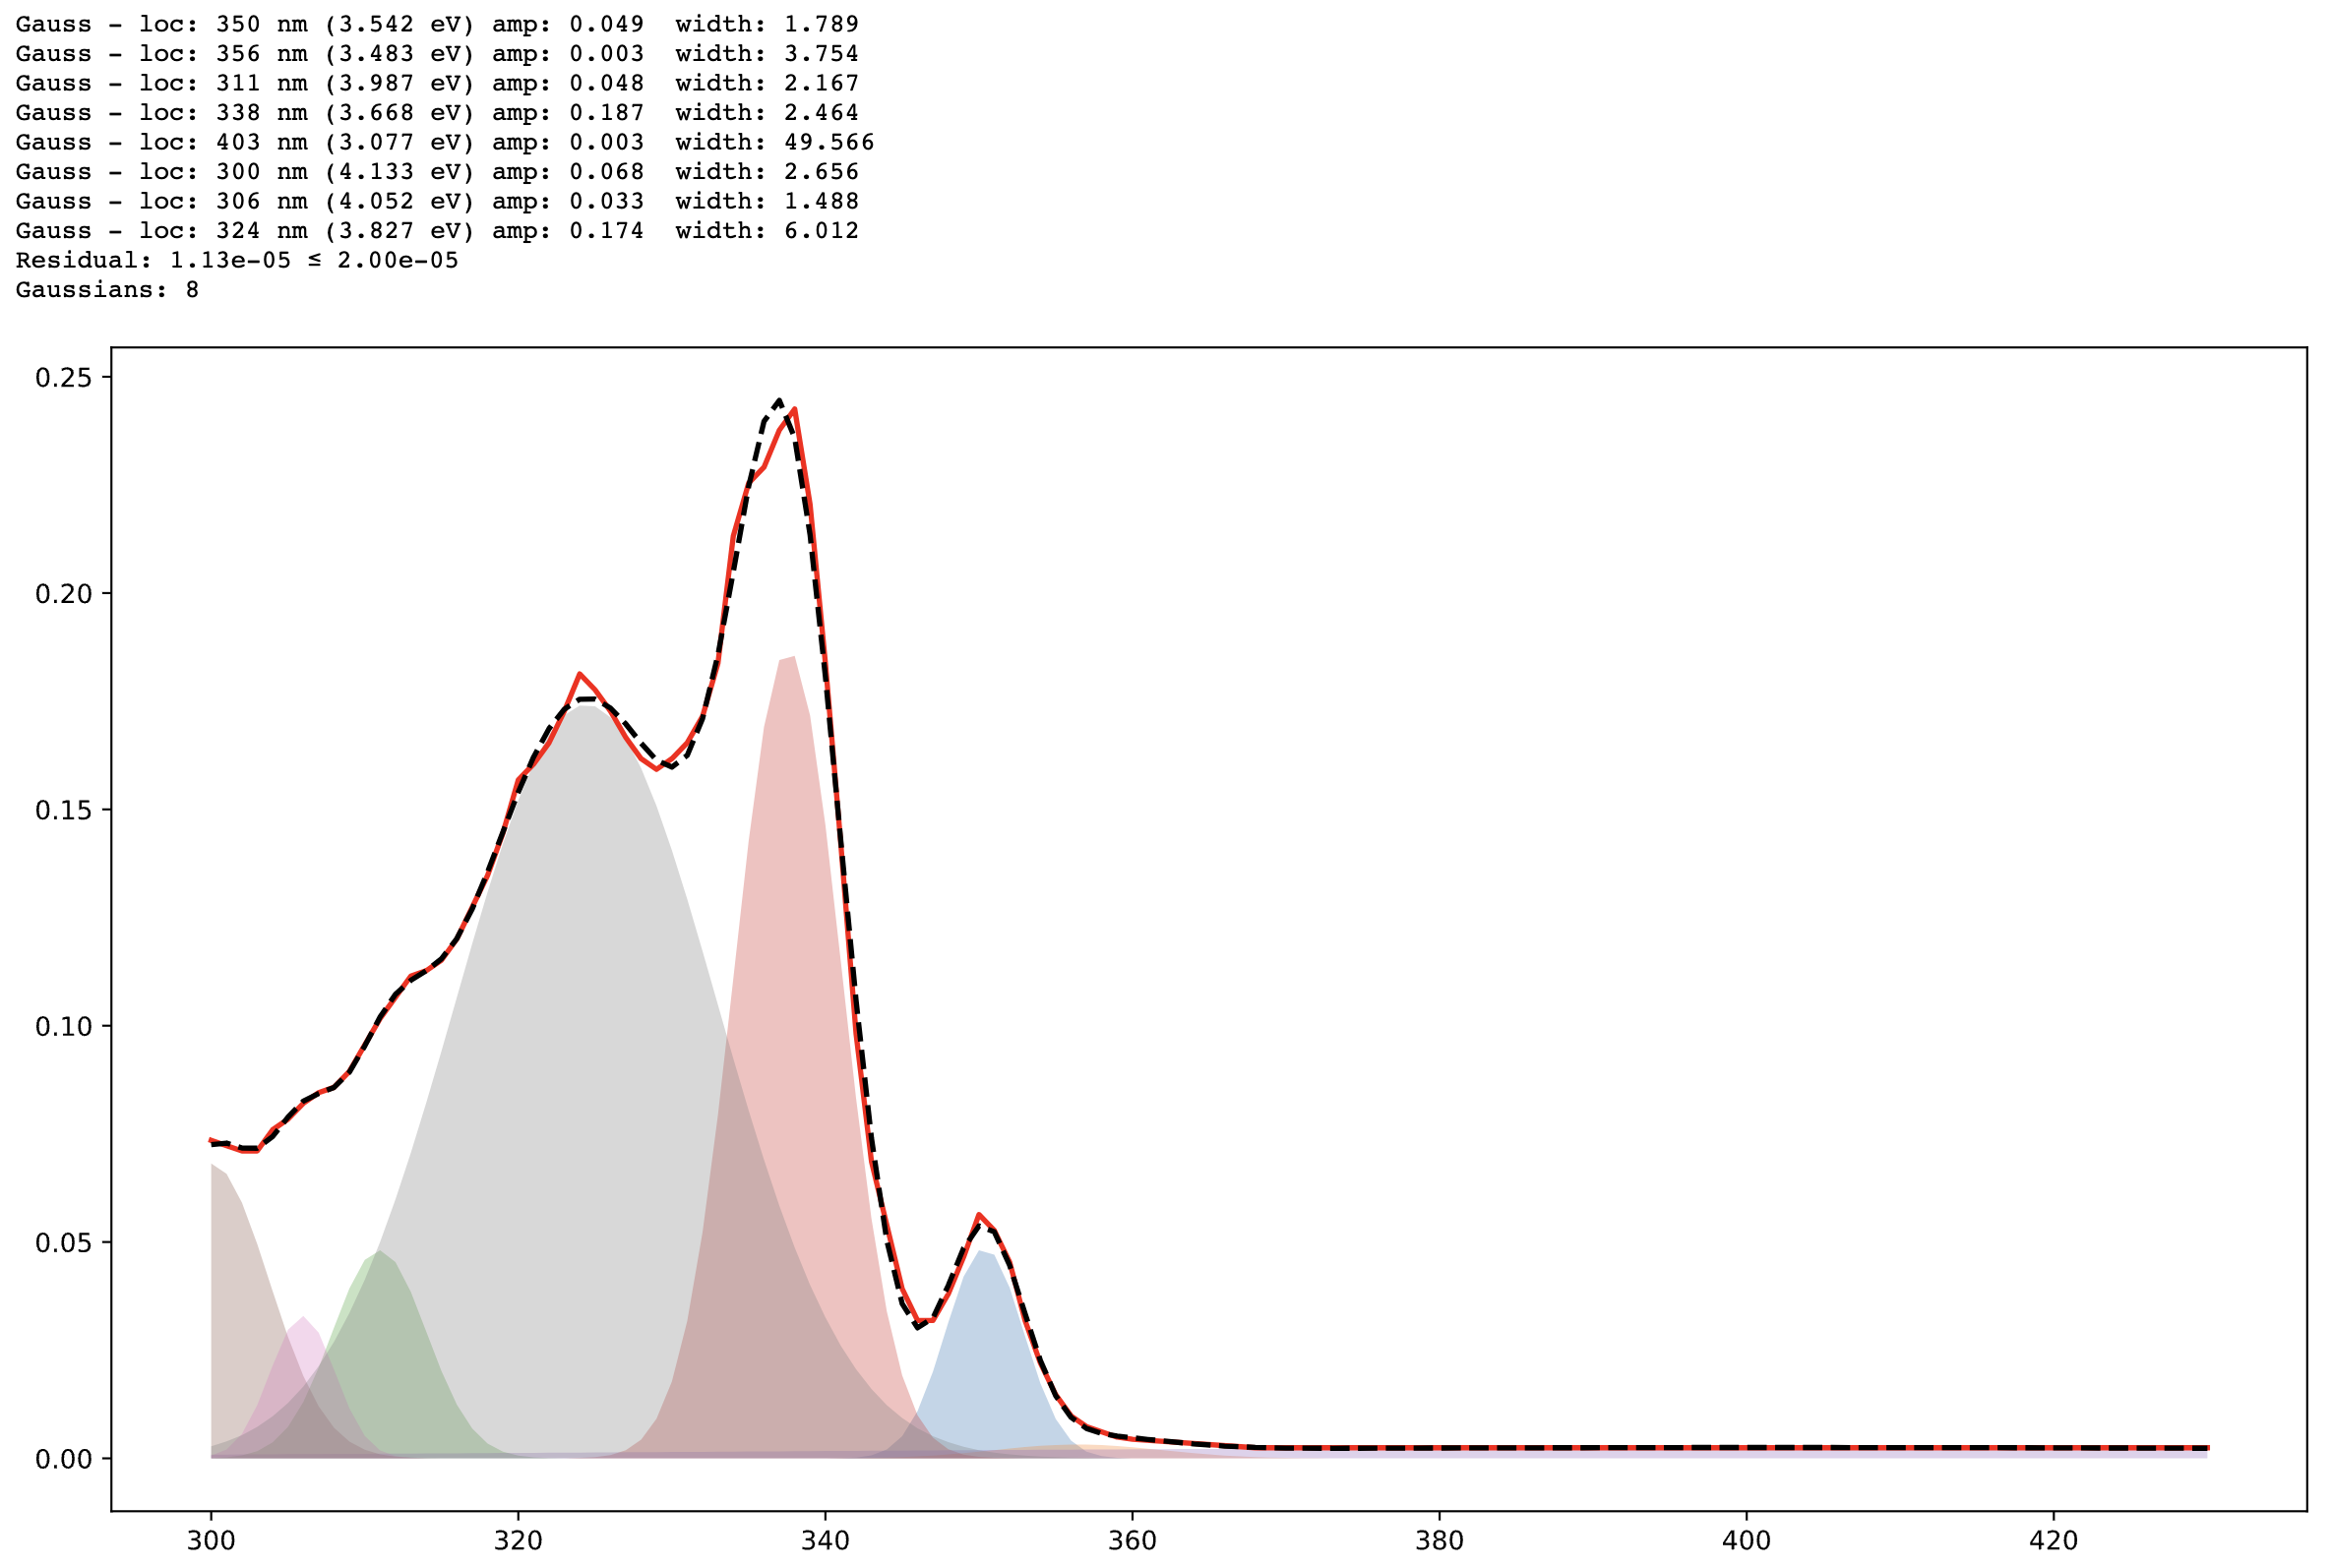 Gauss - loc: 350 nm (3.542 eV) amp: 0.049  width: 1.789
Gauss - loc: 356 nm (3.483 eV) amp: 0.003  width: 3.754
Gauss - loc: 311 nm (3.987 eV) amp: 0.048  width: 2.167
Gauss - loc: 338 nm (3.668 eV) amp: 0.187  width: 2.464
Gauss - loc: 403 nm (3.077 eV) amp: 0.003  width: 49.566
Gauss - loc: 300 nm (4.133 eV) amp: 0.068  width: 2.656
Gauss - loc: 306 nm (4.052 eV) amp: 0.033  width: 1.488
Gauss - loc: 324 nm (3.827 eV) amp: 0.174  width: 6.012
Residual: 1.13e-05 ≤ 2.00e-05
Gaussians: 8
0.25
0.20
0.15
0.10
0.05
0.00
300 320 340 360 380 400 420